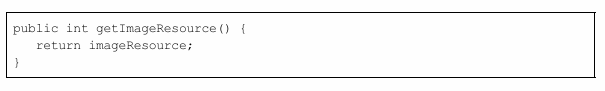 public int getImageResource() {
   return imageResource;
}